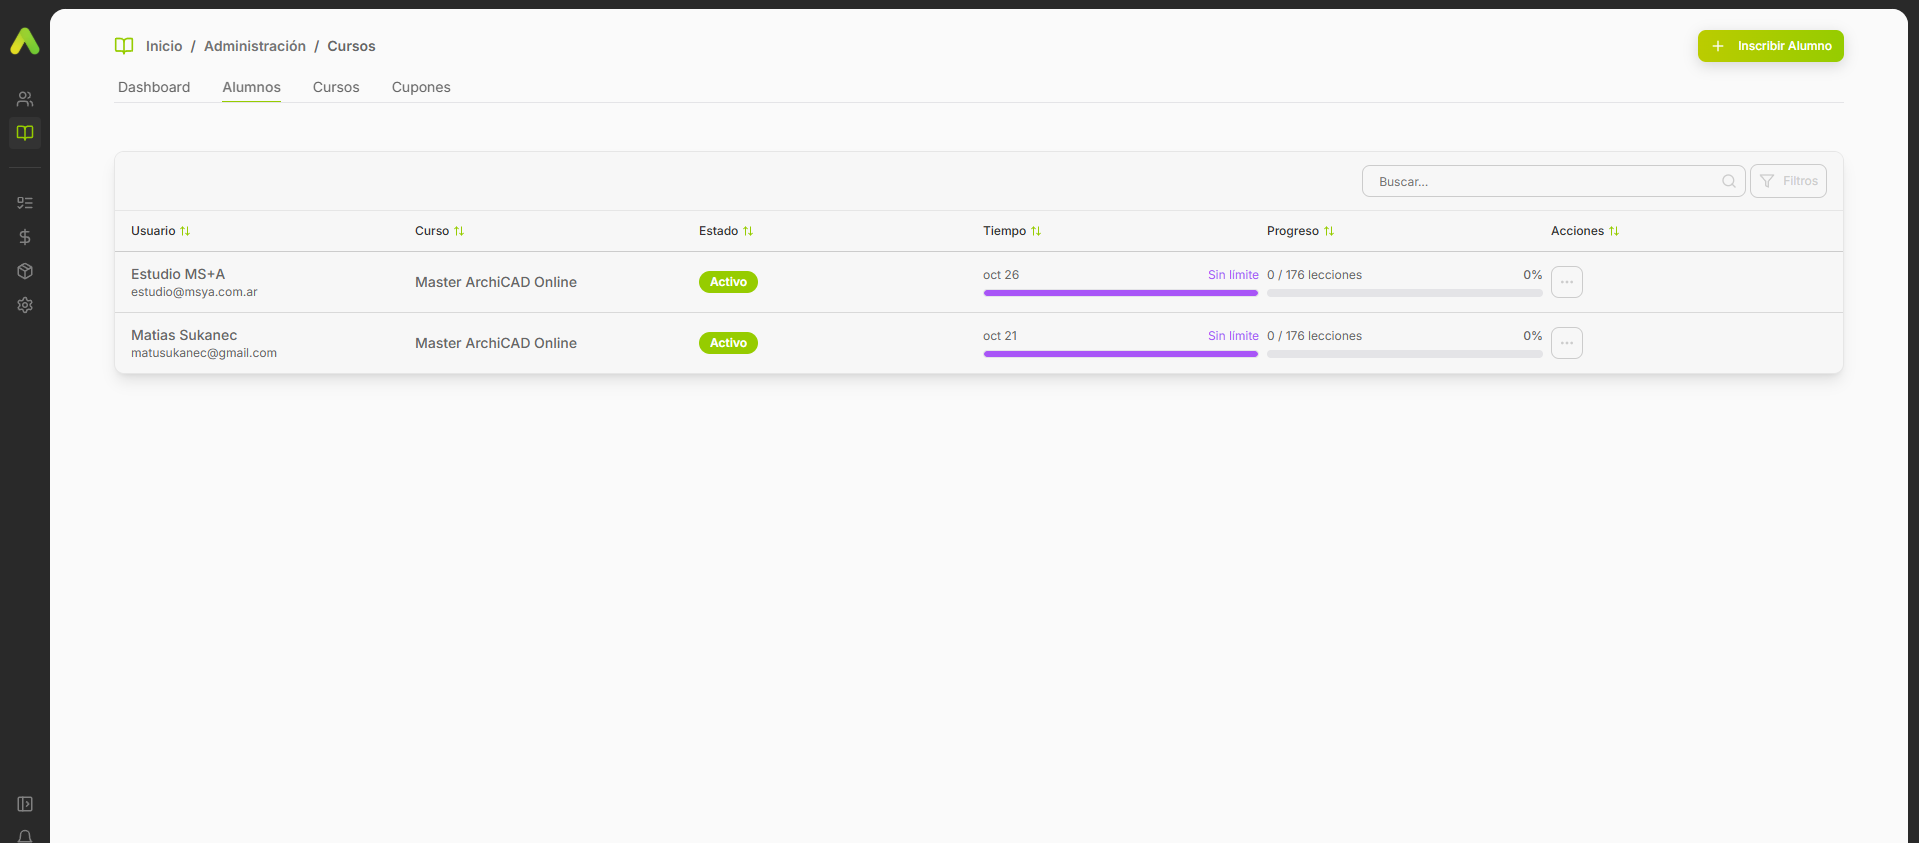 Inicio / Administración / Cursos
Inscribir Alumno
Dashboard Alumnos Cursos Cupones
Buscar...
Filtros
Usuario Curso Estado Tiempo Progreso Acciones
Estudio MS+A
estudio@msya.com.ar
Master ArchiCAD Online
Activo
oct 26 Sin límite
0 / 176 lecciones 0%
Matias Sukanec
matusukanec@gmail.com
Master ArchiCAD Online
Activo
oct 21 Sin límite
0 / 176 lecciones 0%